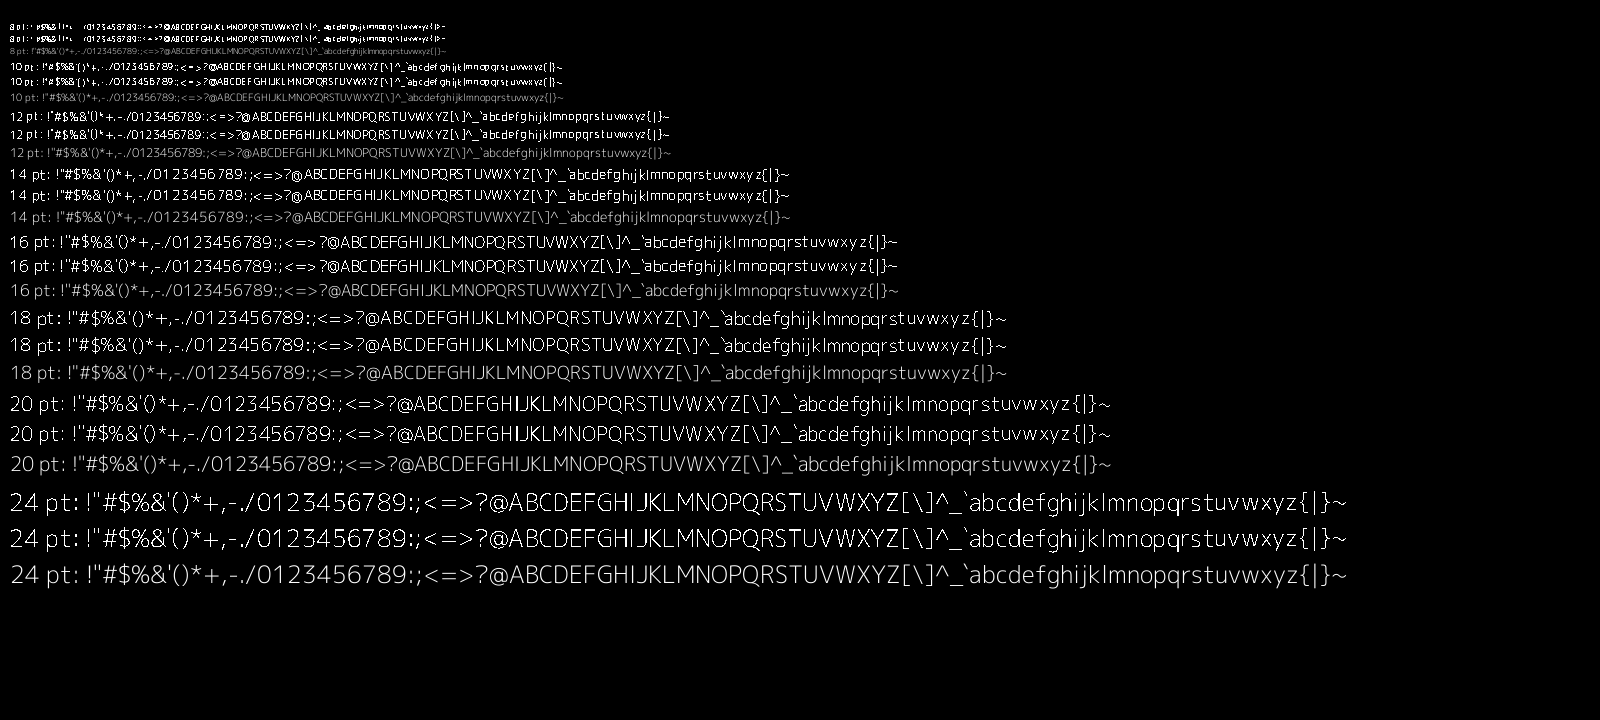 8 pt: !"#$%&'()*+,-./0123456789:;<=>?@ABCDEFGHIJKLMNOPQRSTUVWXYZ[\]^_`abcdefghijklmnopqrstuvwxyz{|}~
8 pt: !"#$%&'()*+,-./0123456789:;<=>?@ABCDEFGHIJKLMNOPQRSTUVWXYZ[\]^_`abcdefghijklmnopqrstuvwxyz{|}~
8 pt: !"#$%&'()*+,-./0123456789:;<=>?@ABCDEFGHIJKLMNOPQRSTUVWXYZ[\]^_`abcdefghijklmnopqrstuvwxyz{|}~
10 pt: !"#$%&'()*+,-./0123456789:;<=>?@ABCDEFGHIJKLMNOPQRSTUVWXYZ[\]^_`abcdefghijklmnopqrstuvwxyz{|}~
10 pt: !"#$%&'()*+,-./0123456789:;<=>?@ABCDEFGHIJKLMNOPQRSTUVWXYZ[\]^_`abcdefghijklmnopqrstuvwxyz{|}~
10 pt: !"#$%&'()*+,-./0123456789:;<=>?@ABCDEFGHIJKLMNOPQRSTUVWXYZ[\]^_`abcdefghijklmnopqrstuvwxyz{|}~
12 pt: !"#$%&'()*+,-./0123456789:;<=>?@ABCDEFGHIJKLMNOPQRSTUVWXYZ[\]^_`abcdefghijklmnopqrstuvwxyz{|}~
12 pt: !"#$%&'()*+,-./0123456789:;<=>?@ABCDEFGHIJKLMNOPQRSTUVWXYZ[\]^_`abcdefghijklmnopqrstuvwxyz{|}~
12 pt: !"#$%&'()*+,-./0123456789:;<=>?@ABCDEFGHIJKLMNOPQRSTUVWXYZ[\]^_`abcdefghijklmnopqrstuvwxyz{|}~
14 pt: !"#$%&'()*+,-./0123456789:;<=>?@ABCDEFGHIJKLMNOPQRSTUVWXYZ[\]^_`abcdefghijklmnopqrstuvwxyz{|}~
14 pt: !"#$%&'()*+,-./0123456789:;<=>?@ABCDEFGHIJKLMNOPQRSTUVWXYZ[\]^_`abcdefghijklmnopqrstuvwxyz{|}~
14 pt: !"#$%&'()*+,-./0123456789:;<=>?@ABCDEFGHIJKLMNOPQRSTUVWXYZ[\]^_`abcdefghijklmnopqrstuvwxyz{|}~
16 pt: !"#$%&'()*+,-./0123456789:;<=>?@ABCDEFGHIJKLMNOPQRSTUVWXYZ[\]^_`abcdefghijklmnopqrstuvwxyz{|}~
16 pt: !"#$%&'()*+,-./0123456789:;<=>?@ABCDEFGHIJKLMNOPQRSTUVWXYZ[\]^_`abcdefghijklmnopqrstuvwxyz{|}~
16 pt: !"#$%&'()*+,-./0123456789:;<=>?@ABCDEFGHIJKLMNOPQRSTUVWXYZ[\]^_`abcdefghijklmnopqrstuvwxyz{|}~
18 pt: !"#$%&'()*+,-./0123456789:;<=>?@ABCDEFGHIJKLMNOPQRSTUVWXYZ[\]^_`abcdefghijklmnopqrstuvwxyz{|}~
18 pt: !"#$%&'()*+,-./0123456789:;<=>?@ABCDEFGHIJKLMNOPQRSTUVWXYZ[\]^_`abcdefghijklmnopqrstuvwxyz{|}~
18 pt: !"#$%&'()*+,-./0123456789:;<=>?@ABCDEFGHIJKLMNOPQRSTUVWXYZ[\]^_`abcdefghijklmnopqrstuvwxyz{|}~
20 pt: !"#$%&'()*+,-./0123456789:;<=>?@ABCDEFGHIJKLMNOPQRSTUVWXYZ[\]^_`abcdefghijklmnopqrstuvwxyz{|}~
20 pt: !"#$%&'()*+,-./0123456789:;<=>?@ABCDEFGHIJKLMNOPQRSTUVWXYZ[\]^_`abcdefghijklmnopqrstuvwxyz{|}~
20 pt: !"#$%&'()*+,-./0123456789:;<=>?@ABCDEFGHIJKLMNOPQRSTUVWXYZ[\]^_`abcdefghijklmnopqrstuvwxyz{|}~
24 pt: !"#$%&'()*+,-./0123456789:;<=>?@ABCDEFGHIJKLMNOPQRSTUVWXYZ[\]^_`abcdefghijklmnopqrstuvwxyz{|}~
24 pt: !"#$%&'()*+,-./0123456789:;<=>?@ABCDEFGHIJKLMNOPQRSTUVWXYZ[\]^_`abcdefghijklmnopqrstuvwxyz{|}~
24 pt: !"#$%&'()*+,-./0123456789:;<=>?@ABCDEFGHIJKLMNOPQRSTUVWXYZ[\]^_`abcdefghijklmnopqrstuvwxyz{|}~